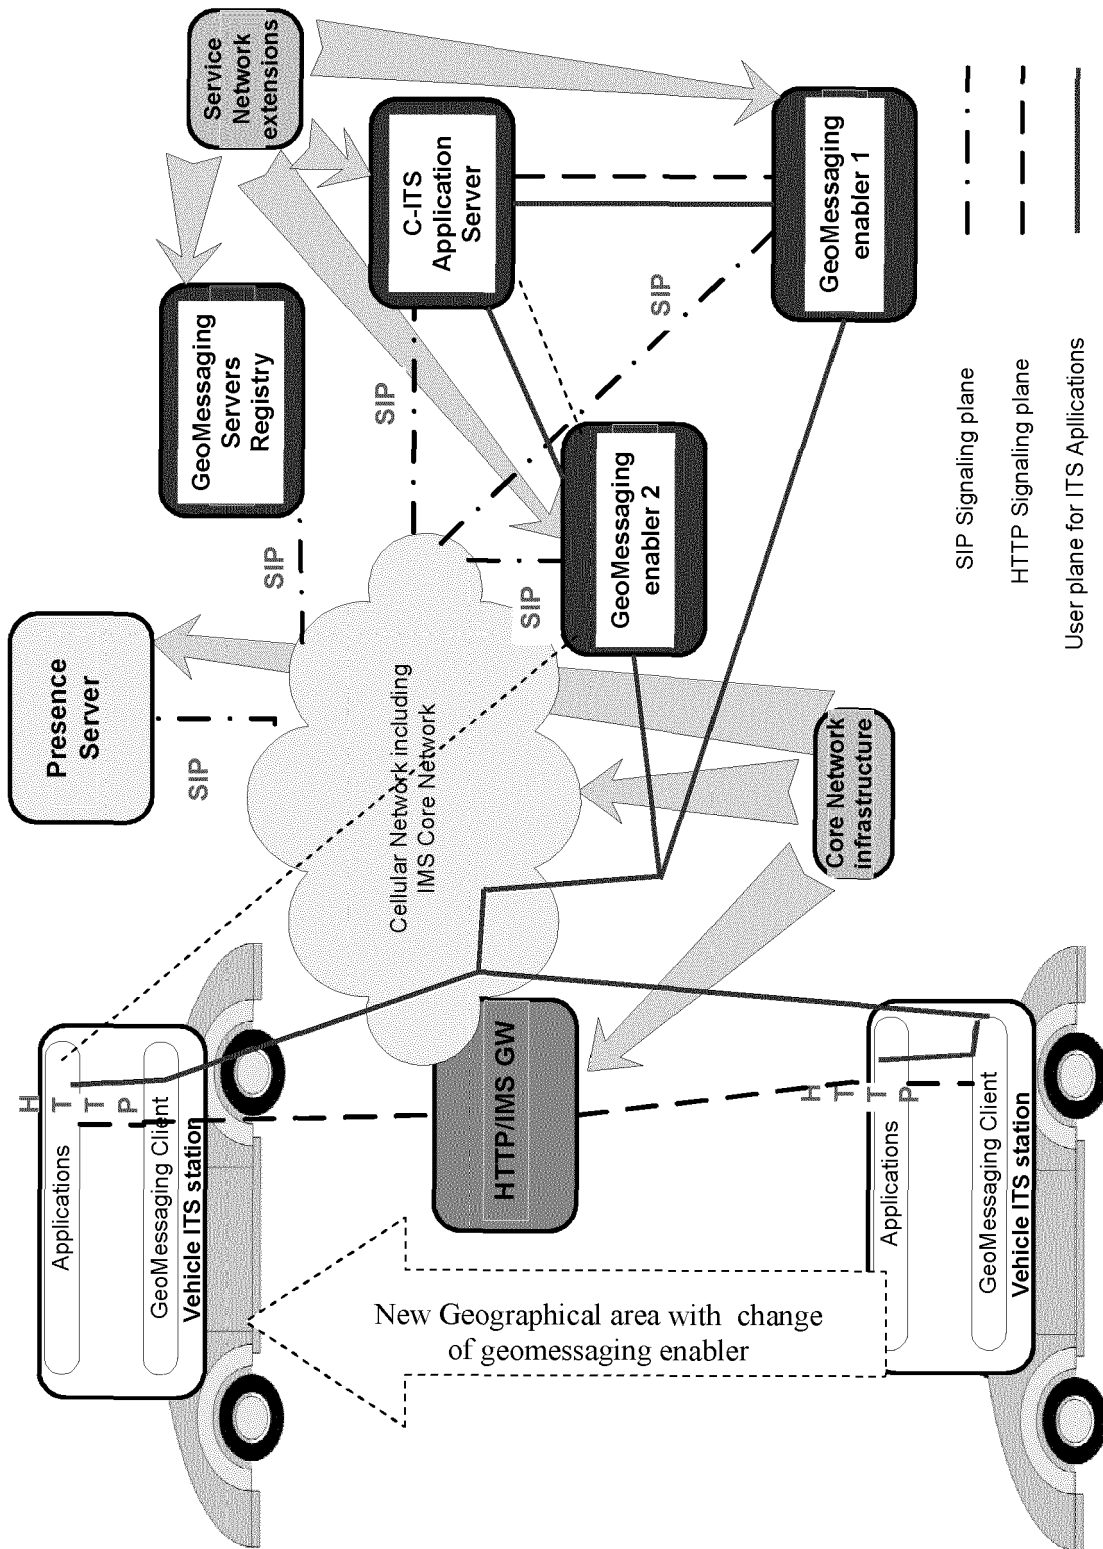 Service
Network
extensions
GeoMessaging
Servers
Registry
C-ITS
Application
Server
GeoMessaging
enabler 1
GeoMessaging
enabler 2
Presence
Server
SIP
SIP
SIP
SIP
SIP
Cellular Network including
IMS Core Network
Core Network
infrastructure
HTTP/IMS GW
H
T
T
P
Applications
GeoMessaging Client
Vehicle ITS station
H
T
T
P
Applications
GeoMessaging Client
Vehicle ITS station
New Geographical area with change
of geomessaging enabler
SIP Signaling plane
HTTP Signaling plane
User plane for ITS Apllications